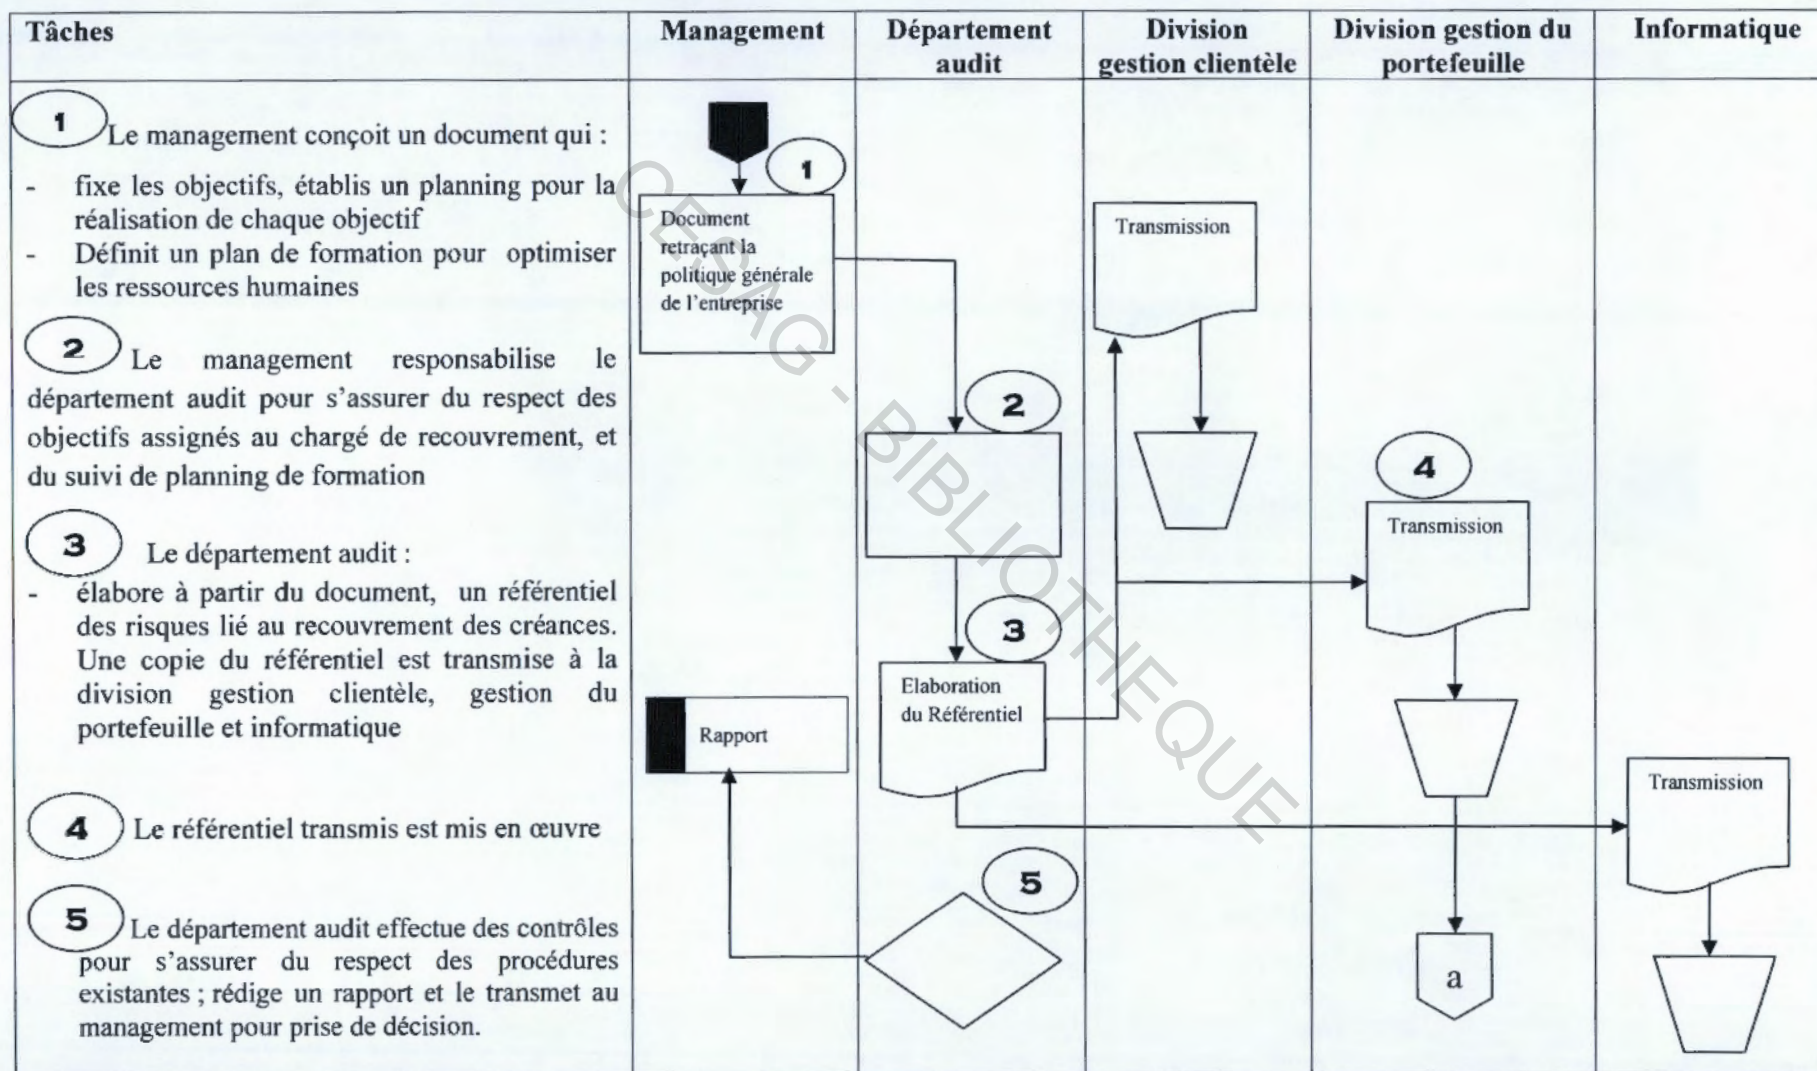 Tâches
Management
Département
audit
Division
gestion clientèle
Division gestion du
portefeuille
Informatique
1 Le management conçoit un document qui :
- fixe les objectifs, établis un planning pour la
réalisation de chaque objectif
- Définit un plan de formation pour optimiser
les ressources humaines
2 Le management responsabilise le
département audit pour s'assurer du respect des
objectifs assignés au chargé de recouvrement, et
du suivi de planning de formation
3 Le département audit :
- élabore à partir du document, un référentiel
des risques lié au recouvrement des créances.
Une copie du référentiel est transmise à la
division gestion clientèle, gestion du
portefeuille et informatique
4 Le référentiel transmis est mis en œuvre
5 Le département audit effectue des contrôles
pour s'assurer du respect des procédures
existantes ; rédige un rapport et le transmet au
management pour prise de décision.
1
Document
retraçant la
politique générale
de l'entreprise
Rapport
2
3
Elaboration
du Référentiel
5
Transmission
4
Transmission
a
Transmission
CESAG - BIBLIOTHEQUE